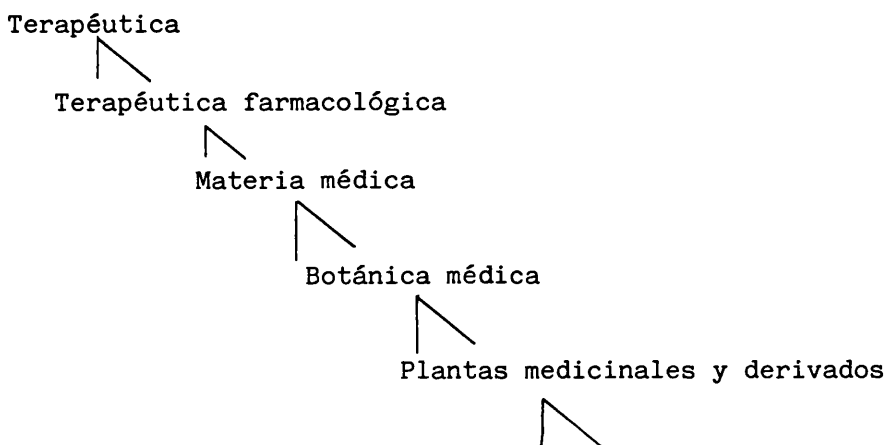 Terapéutica
Terapéutica farmacológica
Materia médica
Botánica médica
Plantas medicinales y derivados